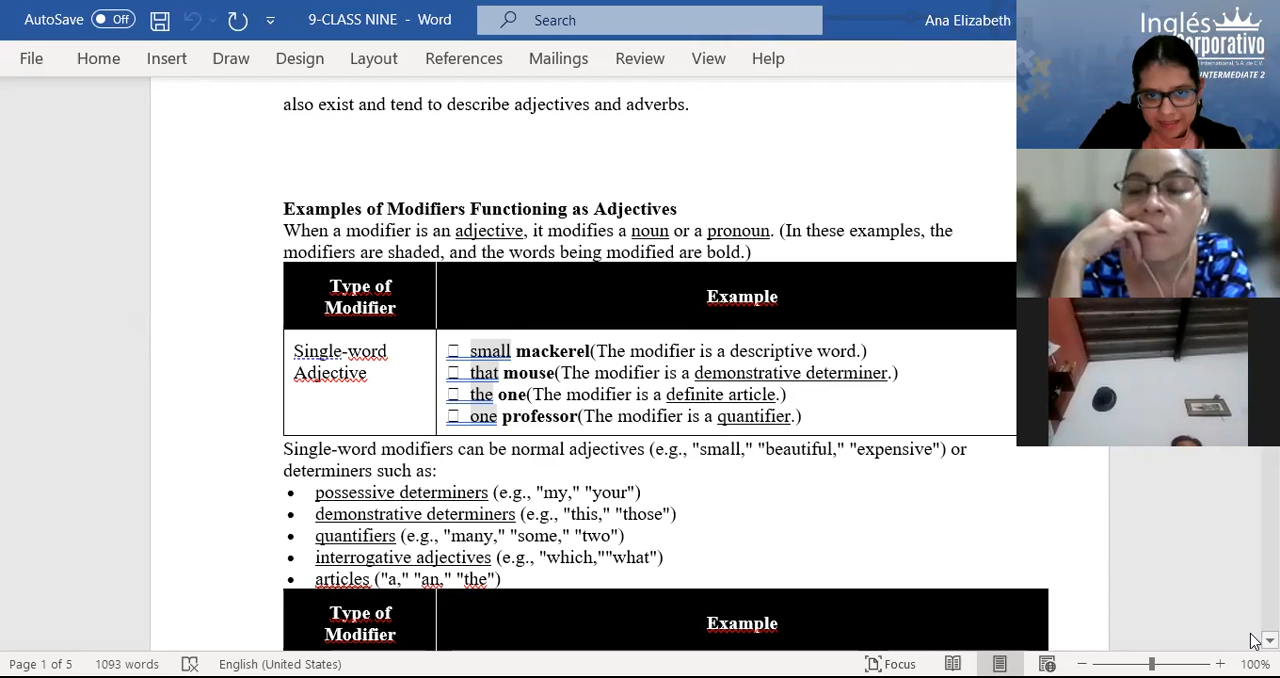 AutoSave Off 9-CLASS NINE - Word Search Ana Elizabeth
File Home Insert Draw Design Layout References Mailings Review View Help
Inglés
Corporativo
International, S.A. de C.V.
INTERMEDIATE 2
also exist and tend to describe adjectives and adverbs.
Examples of Modifiers Functioning as Adjectives
When a modifier is an adjective, it modifies a noun or a pronoun. (In these examples, the
modifiers are shaded, and the words being modified are bold.)
Type of
Modifier
Example
Single-word
Adjective
small mackerel(The modifier is a descriptive word.)
that mouse(The modifier is a demonstrative determiner.)
the one(The modifier is a definite article.)
one professor(The modifier is a quantifier.)
Single-word modifiers can be normal adjectives (e.g., "small," "beautiful," "expensive") or
determiners such as:
• possessive determiners (e.g., "my," "your")
• demonstrative determiners (e.g., "this," "those")
• quantifiers (e.g., "many," "some," "two")
• interrogative adjectives (e.g., "which,""what")
• articles ("a," "an," "the")
Type of
Modifier
Example
Page 1 of 5 1093 words English (United States) Focus 100%